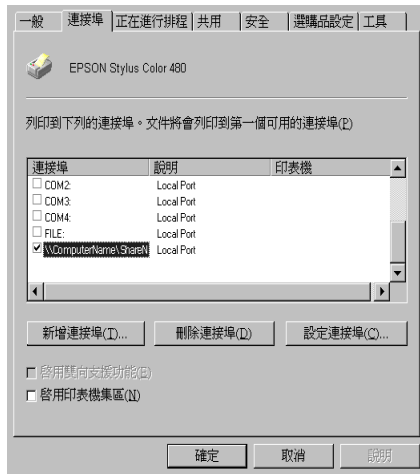 一般 連接埠 正在進行排程 共用 安全 選購品設定 工具
EPSON Stylus Color 480
列印到下列的連接埠。文件將會列印到第一個可用的連接埠(P)
連接埠 說明 印表機
COM2: Local Port
COM3: Local Port
COM4: Local Port
FILE: Local Port
\\ComputerName\ShareN Local Port
新增連接埠(T)... 刪除連接埠(D) 設定連接埠(C)...
啓用雙向支援功能(E)
啓用印表機集區(N)
確定 取消 說明